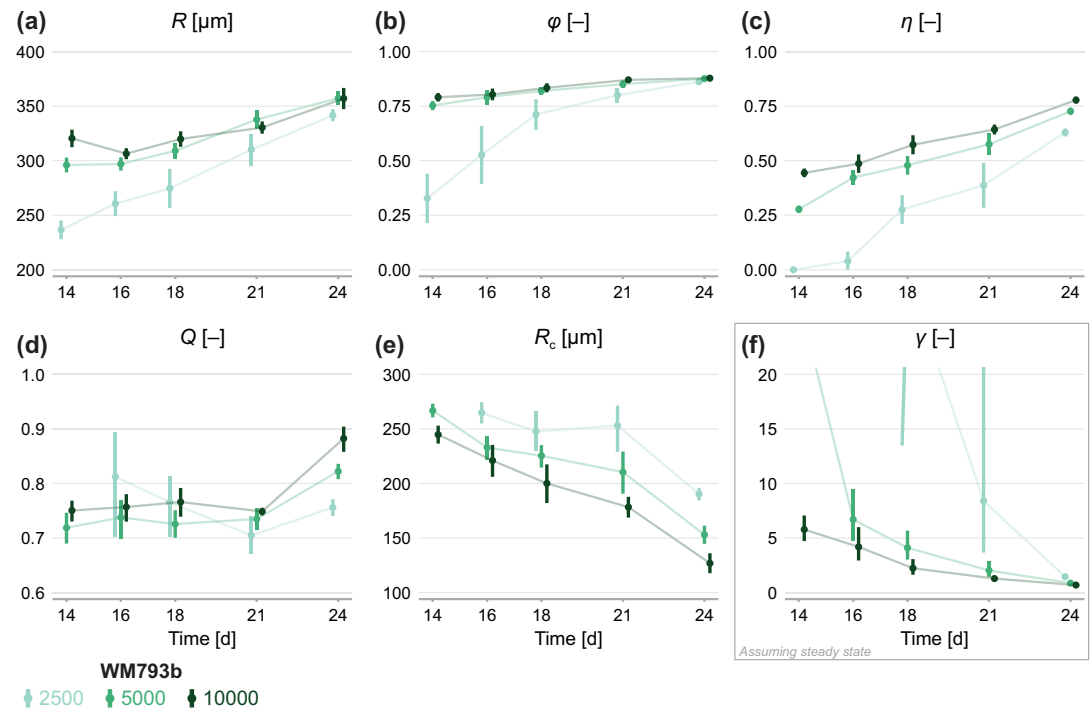 (a) R [µm]
400
350
300
250
200
14 16 18 21 24
(b) φ [–]
1.00
0.75
0.50
0.25
0.00
14 16 18 21 24
(c) η [–]
1.00
0.75
0.50
0.25
0.00
14 16 18 21 24
(d) Q [–]
1.0
0.9
0.8
0.7
0.6
14 16 18 21 24
Time [d]
(e) Rc [µm]
300
250
200
150
100
14 16 18 21 24
Time [d]
(f) γ [–]
20
15
10
5
0
14 16 18 21 24
Time [d]
Assuming steady state
WM793b
2500 5000 10000